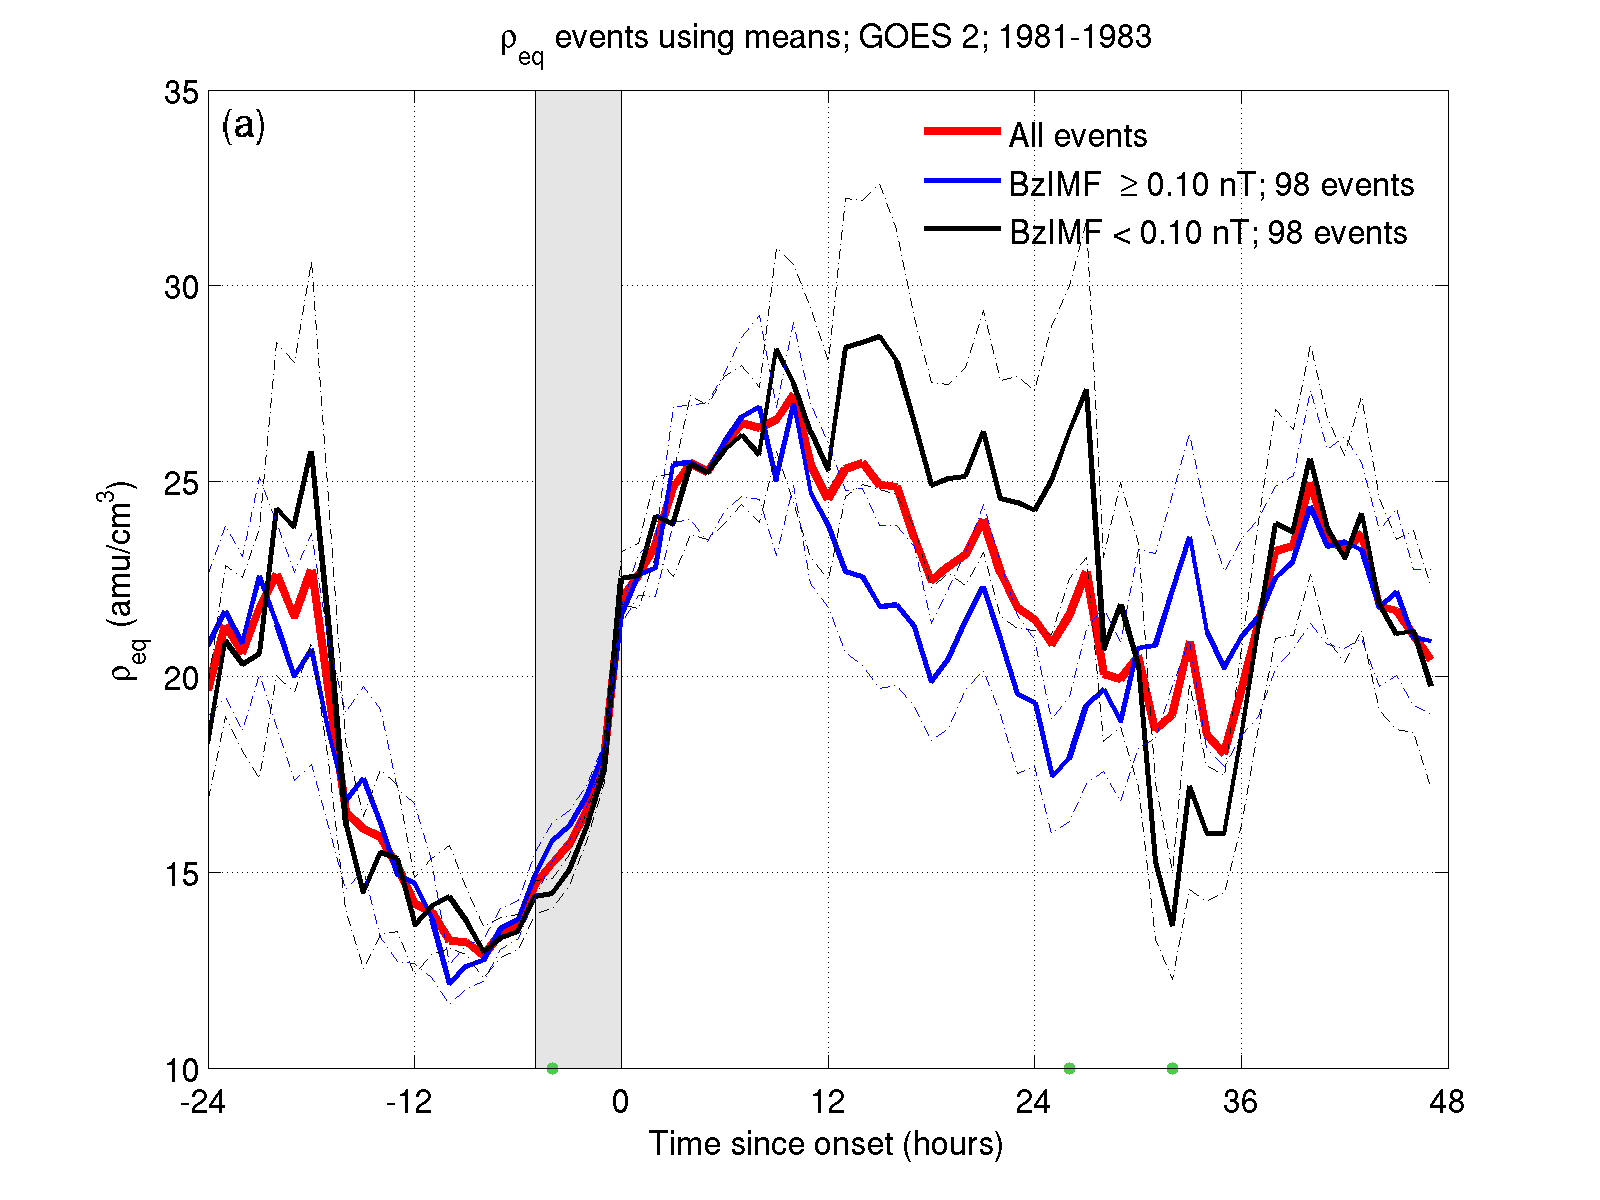 ρeq events using means; GOES 2; 1981-1983
(a)
All events
BzIMF ≥ 0.10 nT; 98 events
BzIMF < 0.10 nT; 98 events
35
30
25
20
15
10
ρeq (amu/cm³)
-24 -12 0 12 24 36 48
Time since onset (hours)